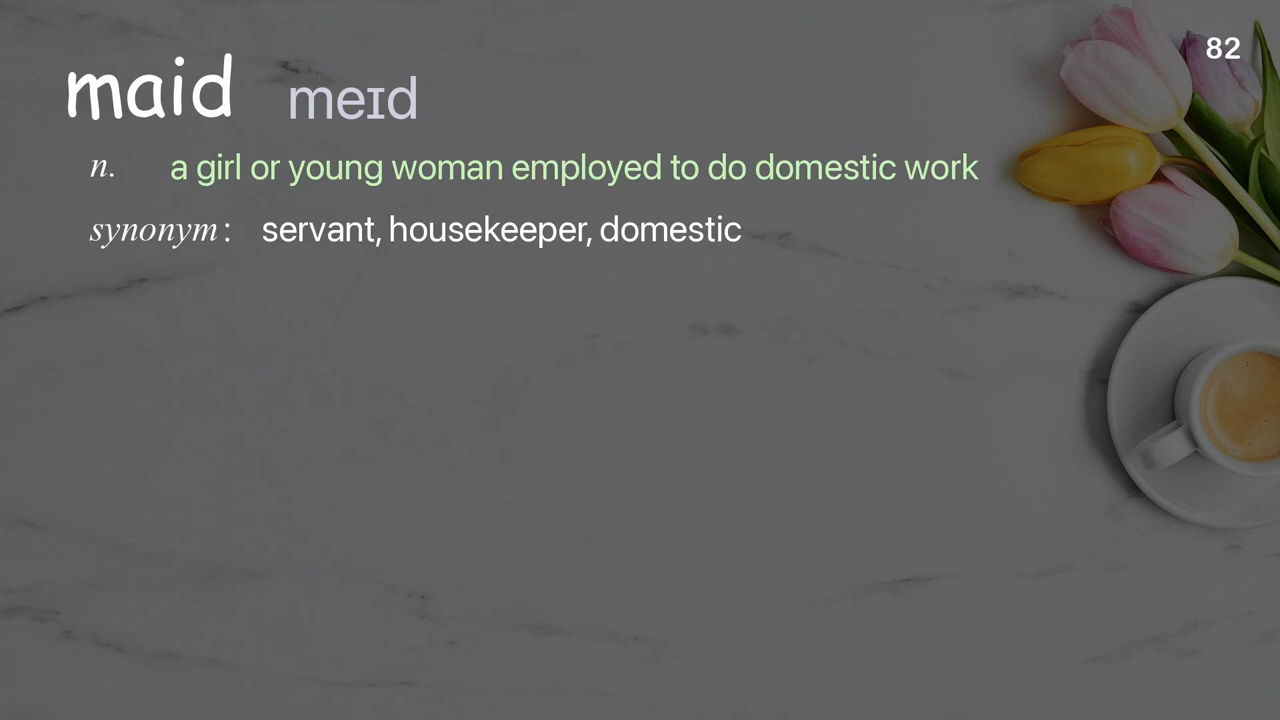 82
maid meɪd
n. a girl or young woman employed to do domestic work
synonym: servant, housekeeper, domestic